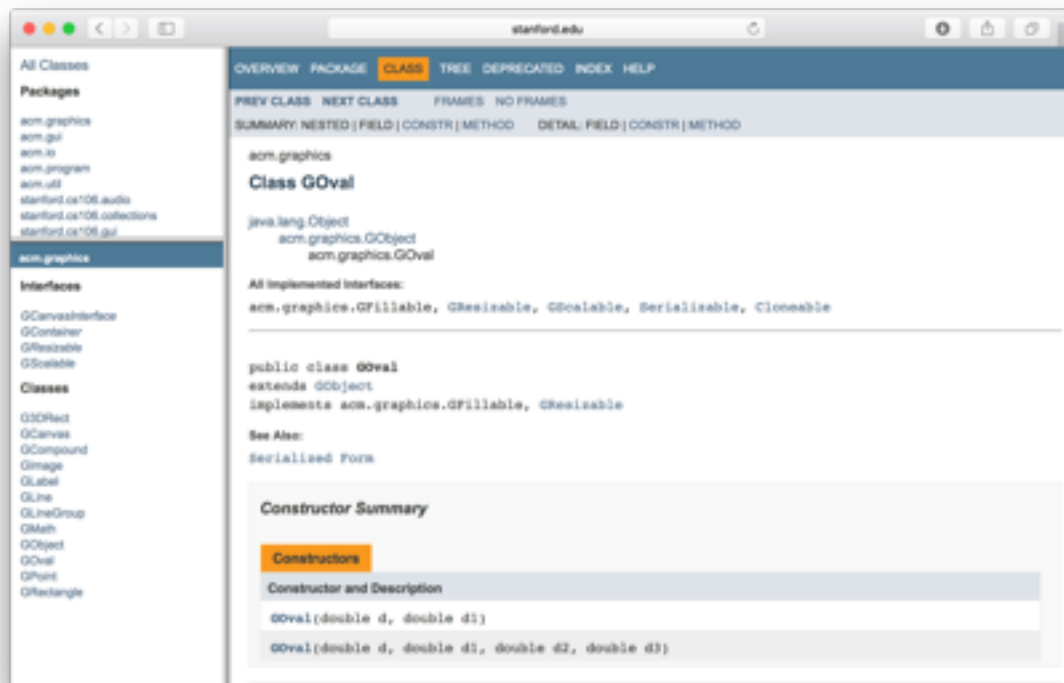 stanford.edu
All Classes
Packages
acm.graphics
acm.gui
acm.io
acm.program
acm.util
stanford.cs106.audio
stanford.cs106.collections
stanford.cs106.gui
acm.graphics
Interfaces
GCanvasInterface
GContainer
GResizable
GScalable
Classes
G3DRect
GCanvas
GCompound
GImage
GLabel
GLine
GLineGroup
GMath
GObject
GOval
GPoint
GRectangle
OVERVIEW PACKAGE CLASS TREE DEPRECATED INDEX HELP
PREV CLASS NEXT CLASS FRAMES NO FRAMES
SUMMARY: NESTED | FIELD | CONSTR | METHOD DETAIL: FIELD | CONSTR | METHOD
acm.graphics
Class GOval
java.lang.Object
acm.graphics.GObject
acm.graphics.GOval
All Implemented Interfaces:
acm.graphics.GFillable, GResizable, GScalable, Serializable, Cloneable
public class GOval
extends GObject
implements acm.graphics.GFillable, GResizable
See Also:
Serialized Form
Constructor Summary
Constructors
Constructor and Description
GOval(double d, double d1)
GOval(double d, double d1, double d2, double d3)